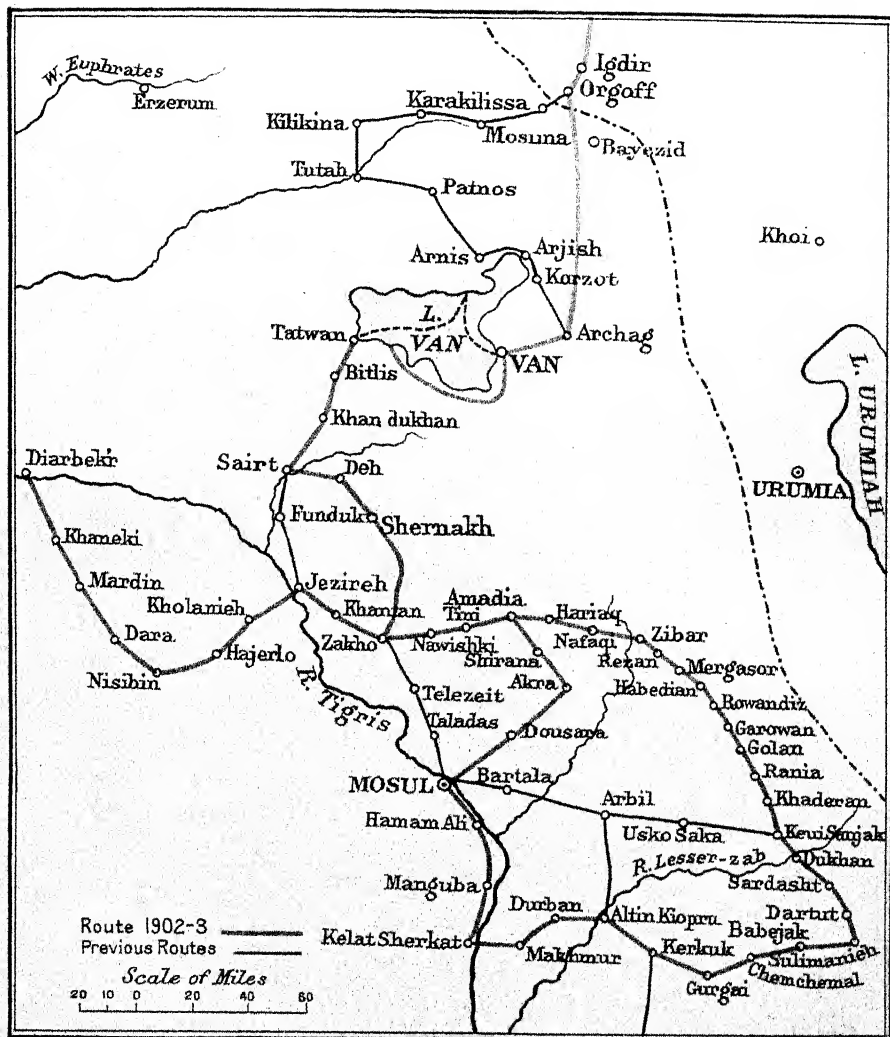 W. Euphrates
Erzerum
Igdir
Orgoff
Karakilissa
Kilikina
Mosuna
Bayezid
Tutah
Patnos
Khoi
Arnis
Arjish
Korzot
L.
VAN
Tatwan
VAN
Archag
Bitlis
L. URUMIAH
Khan dukhan
Sairt
Deh
Diarbekr
URUMIA
Funduk
Shernakh
Khaneki
Mardin
Jezireh
Kholanieh
Khantan
Amadia
Timi
Hariaq
Dara
Zakho
Nawishki
Nafaqi
Zibar
Hajerlo
Shirana
Rezan
Mergasor
Nisibin
Akra
Habedian
R. Tigris
Telezeit
Rowandiz
Taladas
Dousara
Garowan
Golan
MOSUL
Bartala
Rania
Arbil
Khaderan
Hamam Ali
Usko Saka
Keui Sanjak
R. Lesser-zab
Dukhan
Manguba
Sardasht
Durban
Altin Kiopru
Dartut
Route 1902-3
Babejak
Previous Routes
Kelat Sherkat
Makhmur
Kerkuk
Sulimanieh
Scale of Miles
Chemchemal
Gurgai
20 10 0 20 40 60